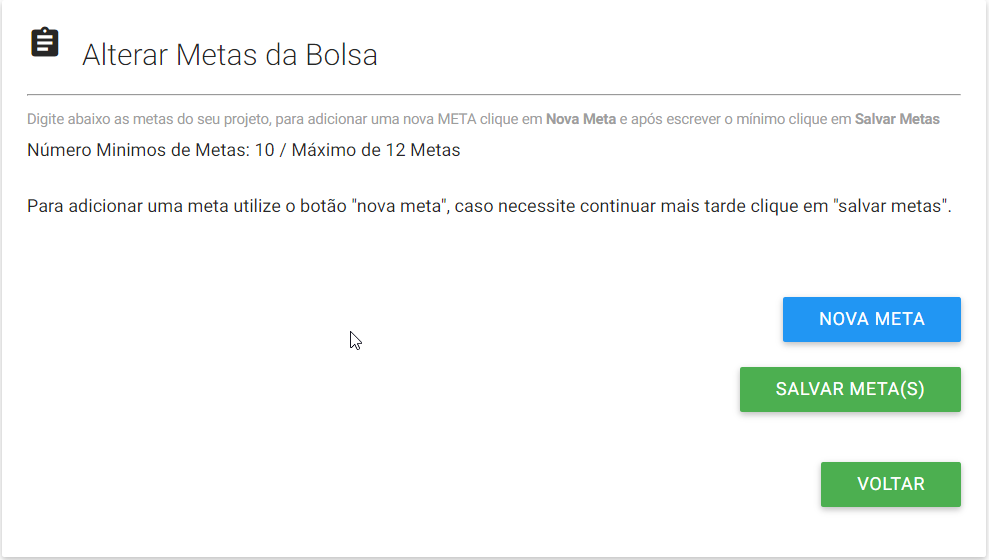 Alterar Metas da Bolsa
Digite abaixo as metas do seu projeto, para adicionar uma nova META clique em Nova Meta e após escrever o mínimo clique em Salvar Metas
Número Minimos de Metas: 10 / Máximo de 12 Metas
Para adicionar uma meta utilize o botão "nova meta", caso necessite continuar mais tarde clique em "salvar metas".
NOVA META
SALVAR META(S)
VOLTAR